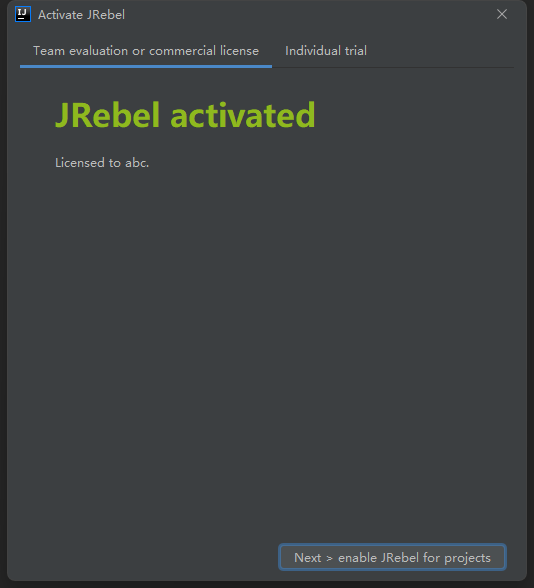 IJ
Activate JRebel
Team evaluation or commercial license
Individual trial
JRebel activated
Licensed to abc.
Next > enable JRebel for projects